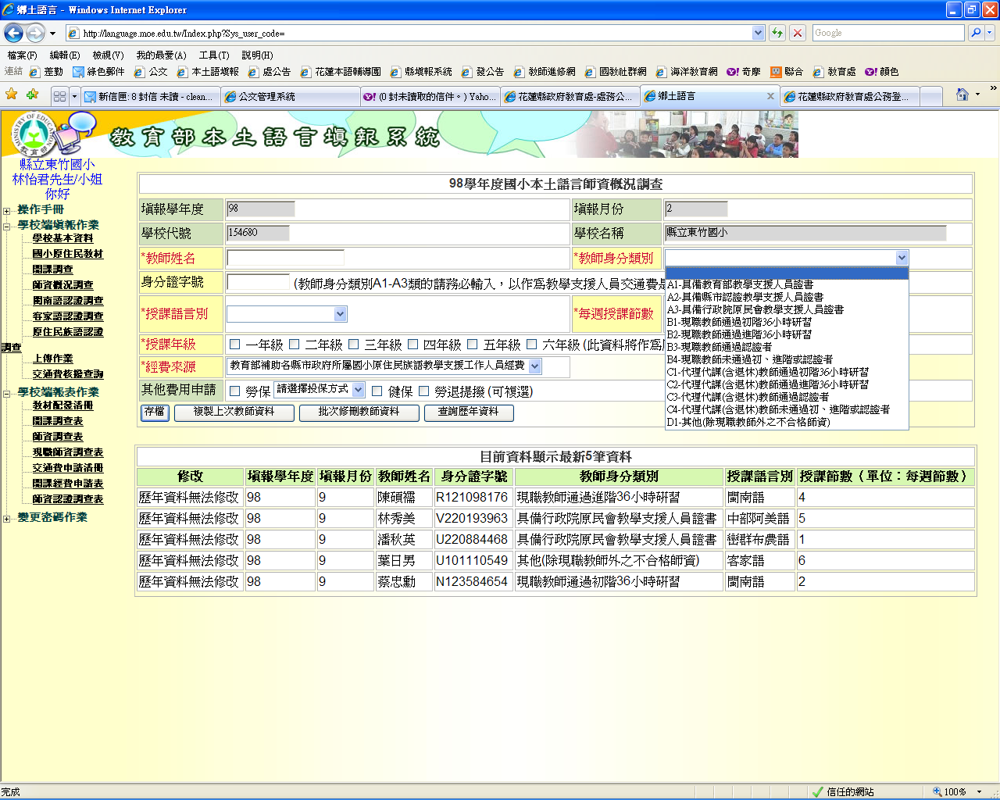 鄉土語言 - Windows Internet Explorer
http://language.moe.edu.tw/Index.php?Sys_user_code=
Google
檔案(F) 編輯(E) 檢視(V) 我的最愛(A) 工具(T) 說明(H)
連結 差勤 綠色郵件 公文 本土語填報 處公告 花蓮本語輔導團 縣填報系統 發公告 教師進修網 國教社群網 海洋教育網 奇摩 聯合 教育處 顏色
新信匣: 8 封信 未讀 - clean... 公文管理系統 (0 封未讀取的信件。) Yaho... 花蓮縣政府教育處-處務公... 鄉土語言 花蓮縣政府教育處公務登...
MINISTRY OF EDUCATION 教育部
教育部本土語言填報系統
縣立東竹國小
林怡君先生/小姐
你好
操作手冊
學校端填報作業
學校基本資料
國小原住民教材
開課調查
師資概況調查
閩南語認證調查
客家語認證調查
原住民族語認證
調查
上傳作業
交通費核撥查詢
學校端報表作業
教材配發清冊
開課調查表
師資調查表
現職師資調查表
交通費申請清冊
開課經費申請表
師資認證調查表
變更密碼作業
98學年度國小本土語言師資概況調查
填報學年度 98 填報月份 2
學校代號 154680 學校名稱 縣立東竹國小
*教師姓名 *教師身分類別
身分證字號 (教師身分類別A1-A3類的請務必輸入，以作為教學支援人員交通費是
*授課語言別 *每週授課節數
*授課年級 一年級 二年級 三年級 四年級 五年級 六年級 (此資料將作為
*經費來源 教育部補助各縣市政府所屬國小原住民族語教學支援工作人員經費
其他費用申請 勞保 請選擇投保方式 健保 勞退提撥 (可複選)
存檔 複製上次教師資料 批次修刪教師資料 查詢歷年資料
A1-具備教育部教學支援人員證書
A2-具備縣市認證教學支援人員證書
A3-具備行政院原民會教學支援人員證書
B1-現職教師通過初階36小時研習
B2-現職教師通過進階36小時研習
B3-現職教師通過認證者
B4-現職教師未通過初、進階或認證者
C1-代理代課(含退休)教師通過初階36小時研習
C2-代理代課(含退休)教師通過進階36小時研習
C3-代理代課(含退休)教師通過認證者
C4-代理代課(含退休)教師未通過初、進階或認證者
D1-其他(除現職教師外之不合格師資)
目前資料顯示最新5筆資料
修改 填報學年度 填報月份 教師姓名 身分證字號 教師身分類別 授課語言別 授課節數（單位：每週節數）
歷年資料無法修改 98 9 陳碩霈 R121098176 現職教師通過進階36小時研習 閩南語 4
歷年資料無法修改 98 9 林秀美 V220193963 具備行政院原民會教學支援人員證書 中部阿美語 5
歷年資料無法修改 98 9 潘秋英 U220884468 具備行政院原民會教學支援人員證書 巒群布農語 1
歷年資料無法修改 98 9 葉日男 U101110549 其他(除現職教師外之不合格師資) 客家語 6
歷年資料無法修改 98 9 蔡忠勳 N123584654 現職教師通過初階36小時研習 閩南語 2
完成 信任的網站 100%